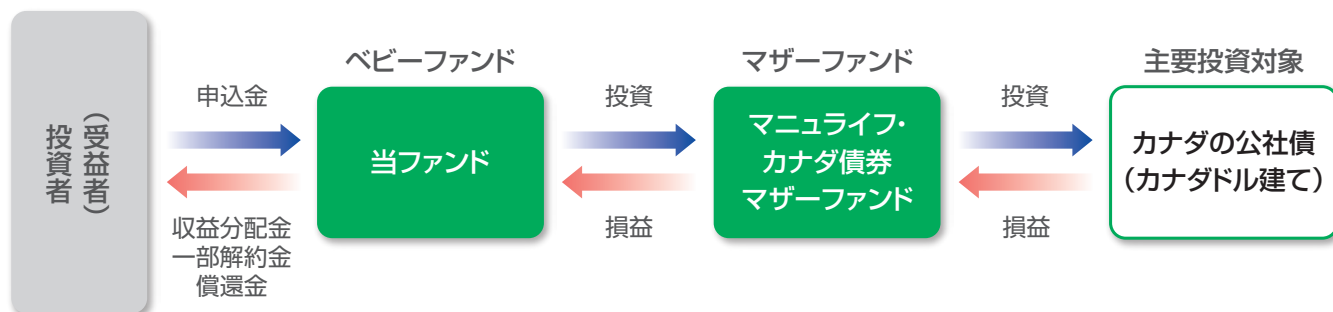 投資者
(受益者)
申込金
収益分配金
一部解約金
償還金
ベビーファンド
当ファンド
投資
損益
マザーファンド
マニュライフ・
カナダ債券
マザーファンド
投資
損益
主要投資対象
カナダの公社債
(カナダドル建て)